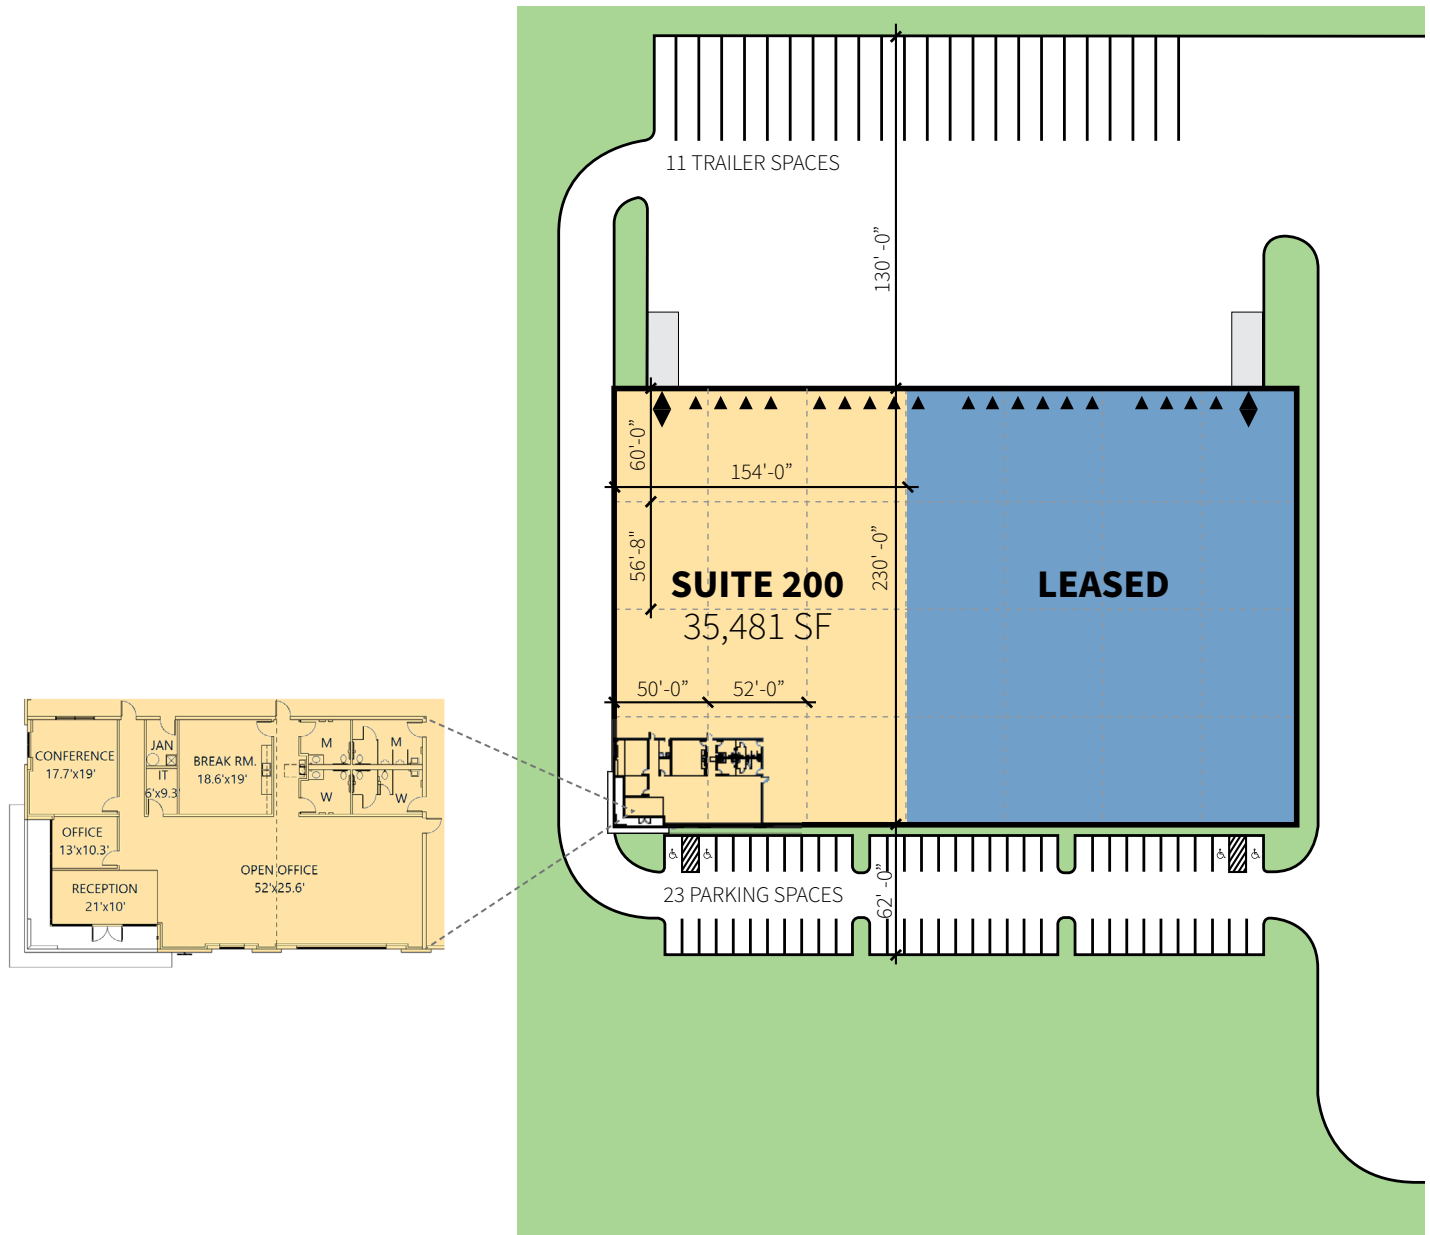 11 TRAILER SPACES
130' -0”
60'-0”
154'-0”
56'-8"
230' -0”
SUITE 200
35,481 SF
LEASED
50'-0”
52'-0”
CONFERENCE
17.7'x19'
JAN
IT
6'x9.3'
BREAK RM.
18.6'x19'
M
M
W
W
OFFICE
13'x10.3'
OPEN OFFICE
52'x25.6'
RECEPTION
21'x10'
23 PARKING SPACES
62' -0”